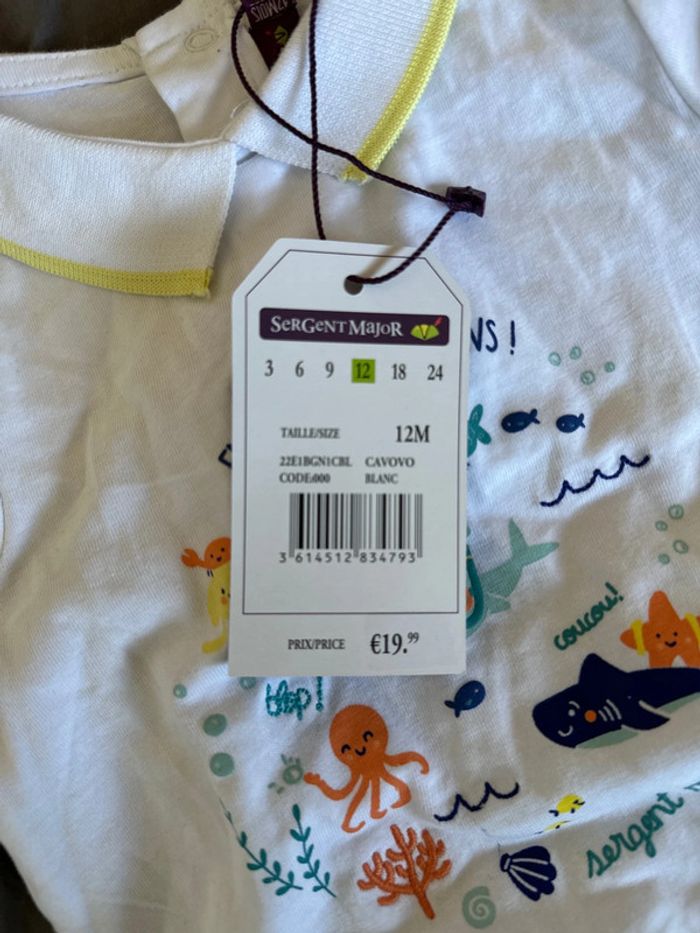 12MOIS
SERGENT MAJOR
3 6 9 12 18 24
TAILLE/SIZE 12M
22E1BGN1CBL CAVOVO
CODE:000 BLANC
3 614512 834793
PRIX/PRICE €19.99
NS !
coucou!
blop!
sergent